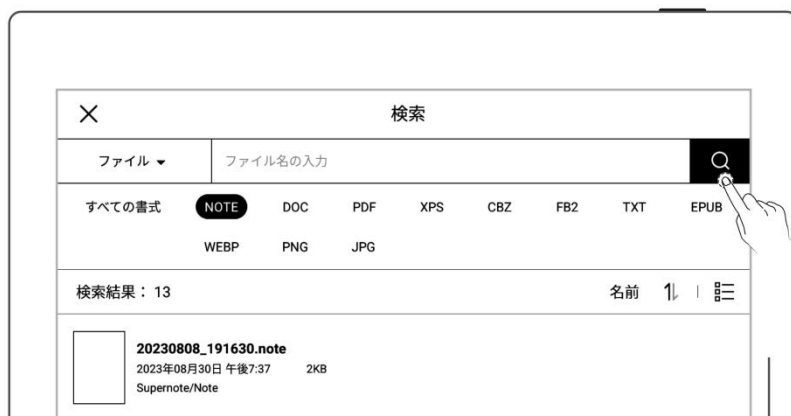 検索
ファイル
ファイル名の入力
すべての書式 NOTE DOC PDF XPS CBZ FB2 TXT EPUB
WEBP PNG JPG
検索結果： 13 名前
20230808_191630.note
2023年08月30日 午後7:37 2KB
Supernote/Note